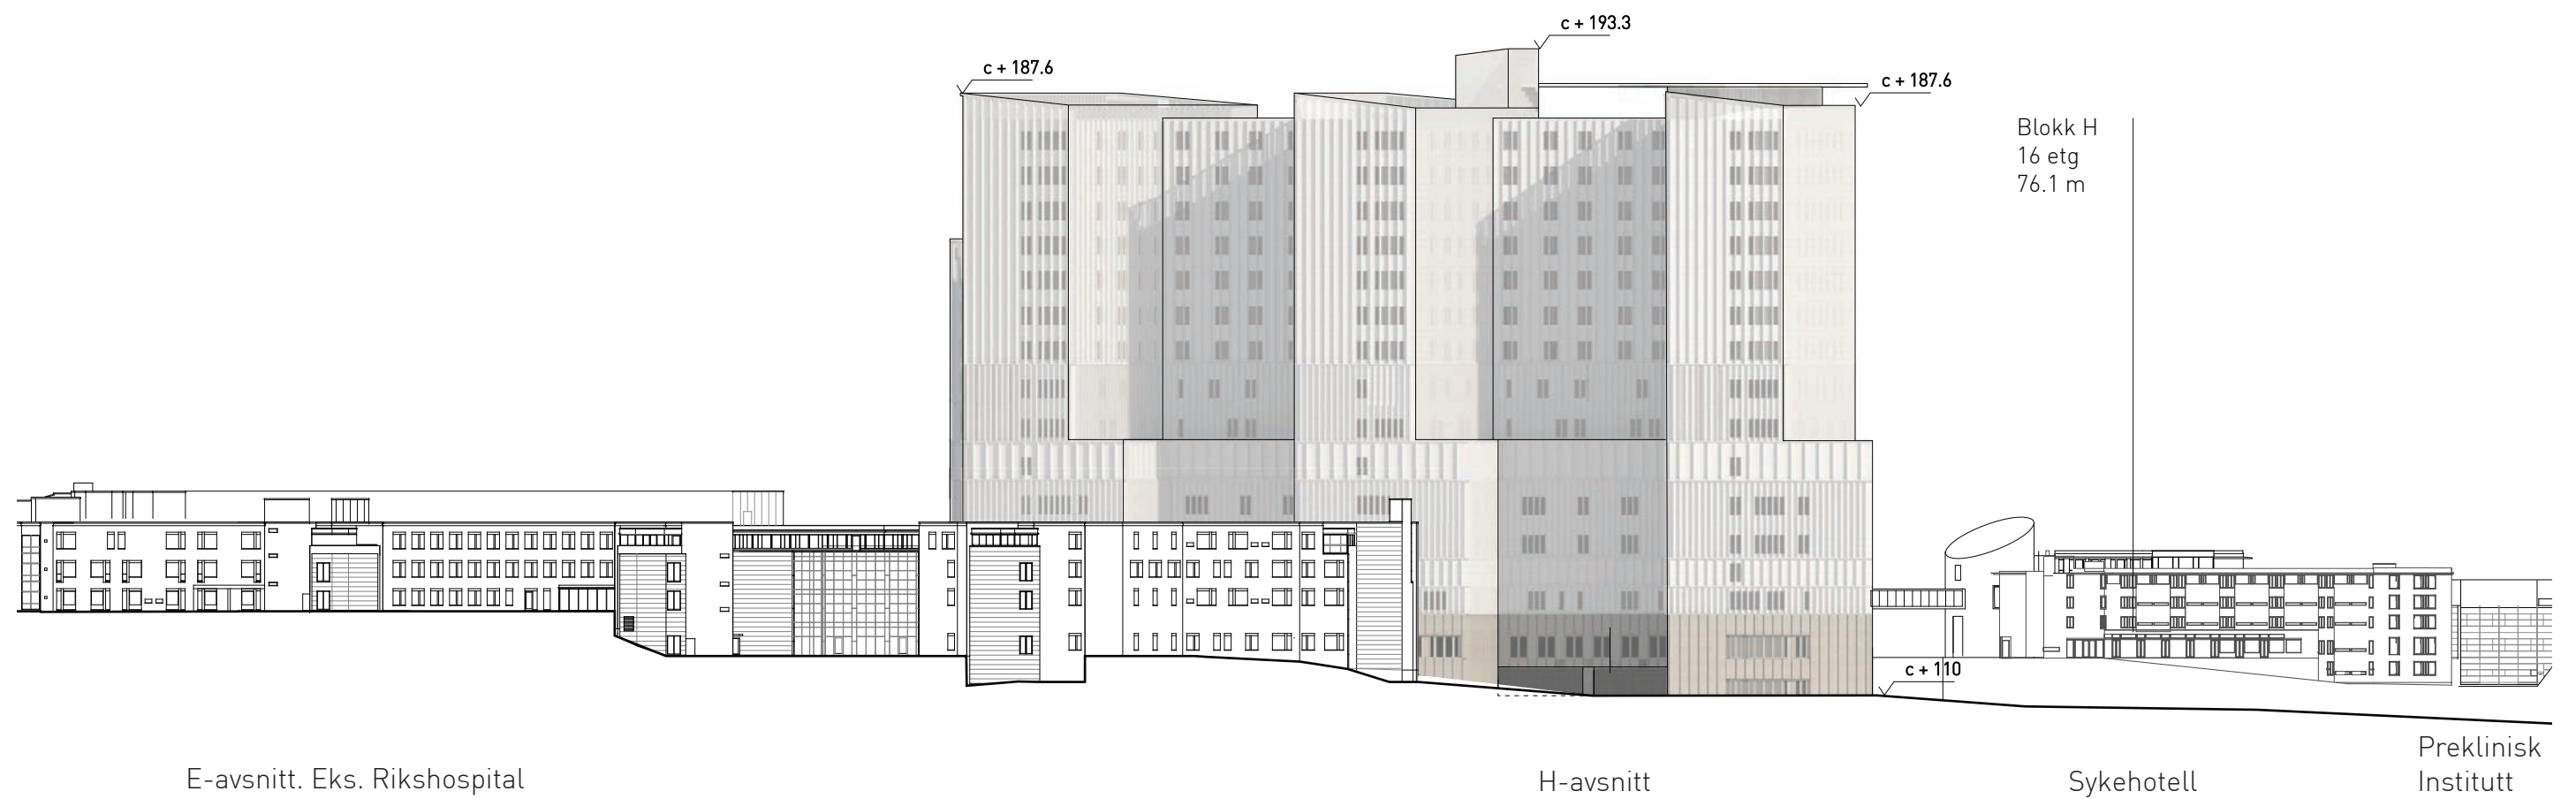 c + 193.3
c + 187.6
c + 187.6
Blokk H
16 etg
76.1 m
c + 110
E-avsnitt. Eks. Rikshospital
H-avsnitt
Sykehotell
Preklinisk
Institutt